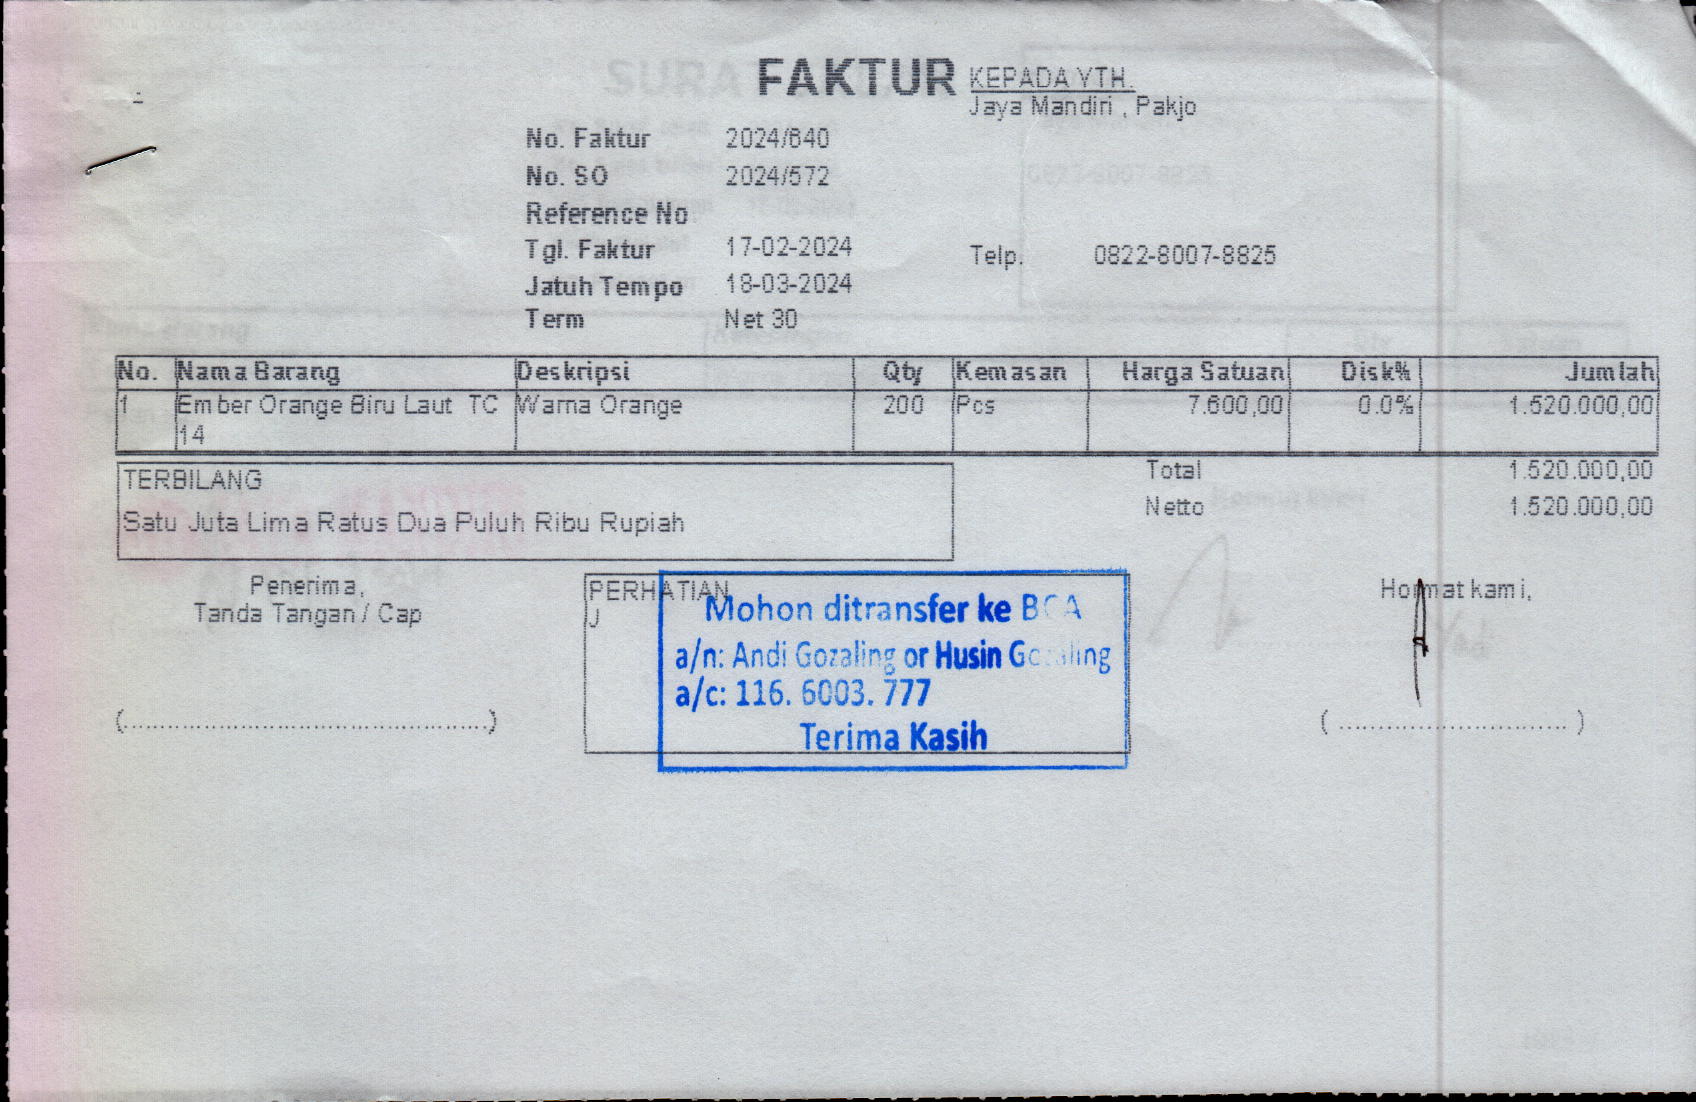 FAKTUR
KEPADA YTH.
Jaya Mandiri , Pakjo
No. Faktur 2024/640
No. SO 2024/572
Reference No
Tgl. Faktur 17-02-2024
Telp. 0822-8007-8825
Jatuh Tempo 18-03-2024
Term Net 30
No. Nama Barang Deskripsi Qty Kemasan Harga Satuan Disk% Jumlah
1 Ember Orange Biru Laut TC Warna Orange 200 Pcs 7.600,00 0.0% 1.520.000,00
14
TERBILANG
Satu Juta Lima Ratus Dua Puluh Ribu Rupiah
Total 1.520.000,00
Netto 1.520.000,00
Penerima,
Tanda Tangan / Cap
PERHATIAN
J
Mohon ditransfer ke BCA
a/n: Andi Gozaling or Husin Gozaling
a/c: 116. 6003. 777
Terima Kasih
Hormat kami,
(................................................)
(.............................. )